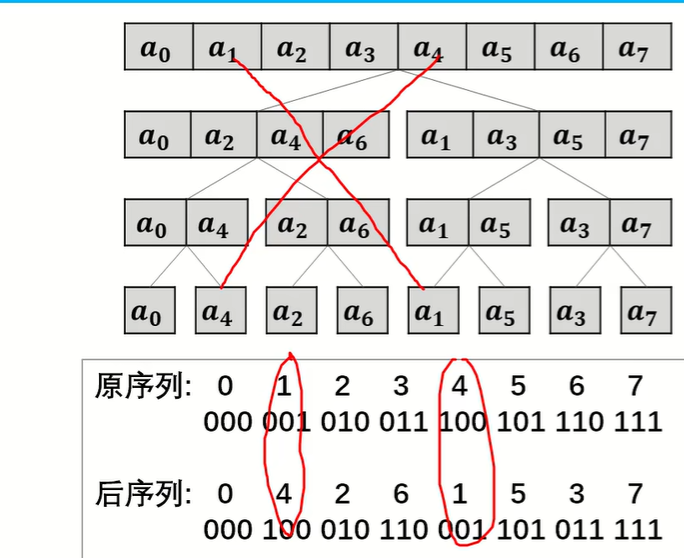 a₀ a₁ a₂ a₃ a₄ a₅ a₆ a₇
a₀ a₂ a₄ a₆ a₁ a₃ a₅ a₇
a₀ a₄ a₂ a₆ a₁ a₅ a₃ a₇
a₀ a₄ a₂ a₆ a₁ a₅ a₃ a₇
原序列: 0 1 2 3 4 5 6 7
000 001 010 011 100 101 110 111
后序列: 0 4 2 6 1 5 3 7
000 100 010 110 001 101 011 111